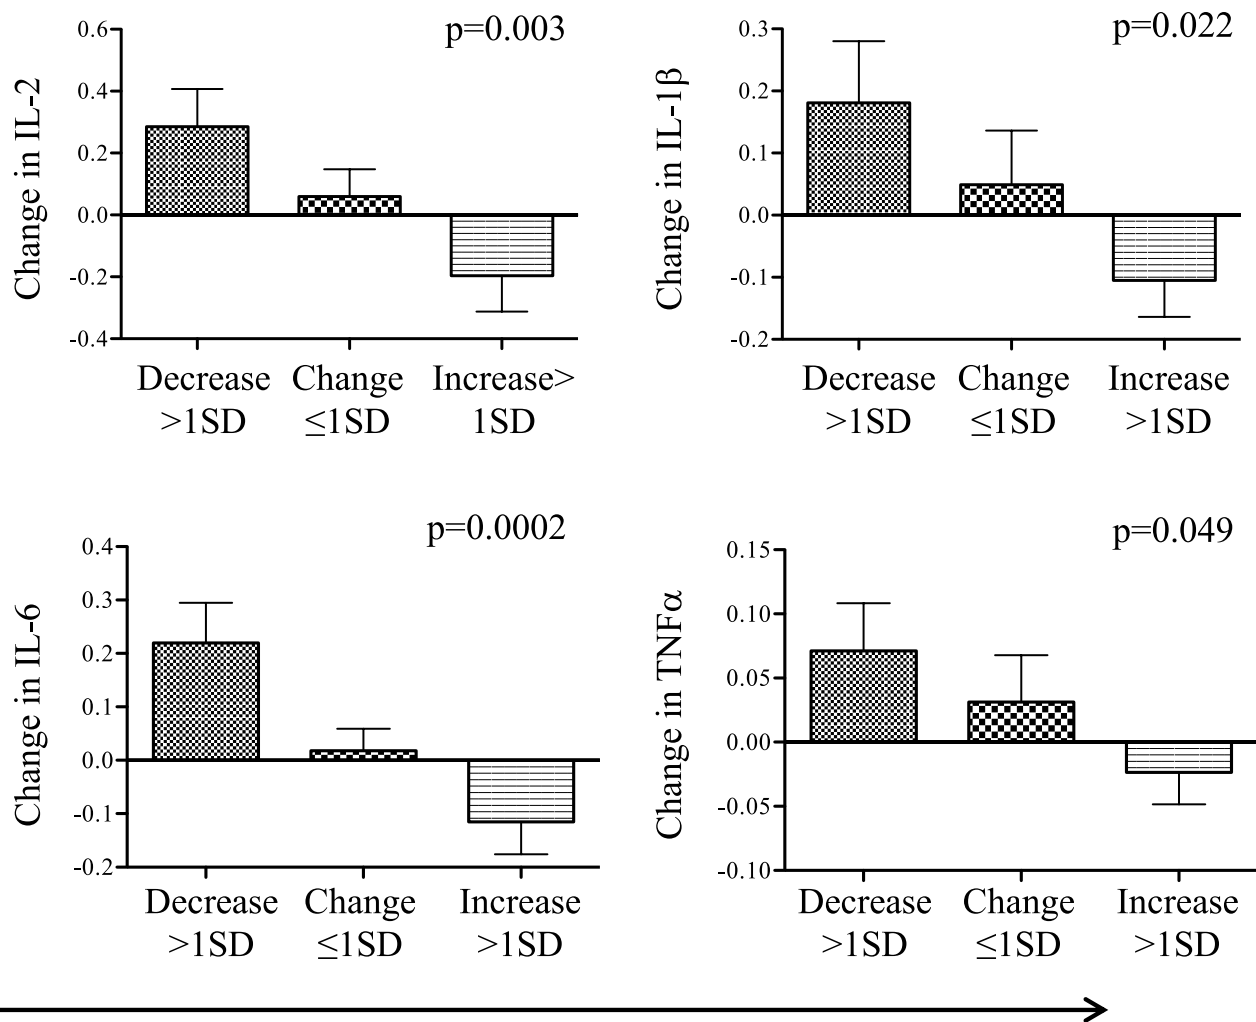 p=0.003
0.6
0.4
0.2
0.0
-0.2
-0.4
Change in IL-2
Decrease Change Increase>
>1SD ≤1SD 1SD
p=0.022
0.3
0.2
0.1
0.0
-0.1
-0.2
Change in IL-1β
Decrease Change Increase
>1SD ≤1SD >1SD
p=0.0002
0.4
0.3
0.2
0.1
0.0
-0.1
-0.2
Change in IL-6
Decrease Change Increase
>1SD ≤1SD >1SD
p=0.049
0.15
0.10
0.05
0.00
-0.05
-0.10
Change in TNFα
Decrease Change Increase
>1SD ≤1SD >1SD